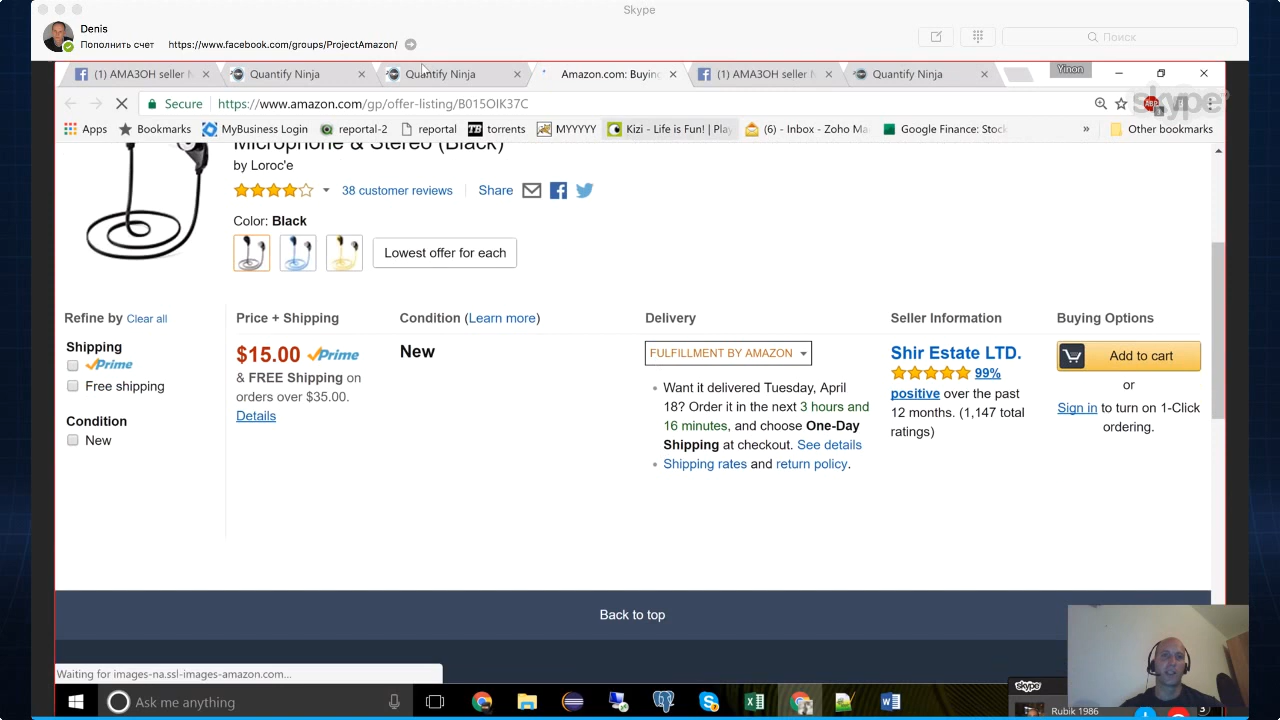 Skype
Denis
Пополнить счет https://www.facebook.com/groups/ProjectAmazon/
Поиск
(1) АМАЗОН seller
Quantify Ninja
Quantify Ninja
Amazon.com: Buying
(1) АМАЗОН seller
Quantify Ninja
Yinon
Secure https://www.amazon.com/gp/offer-listing/B015OIK37C
skype
Apps Bookmarks MyBusiness Login reportal-2 reportal torrents MYYYYY Kizi - Life is Fun! | Play (6) - Inbox - Zoho Ma Google Finance: Stock » Other bookmarks
Microphone & Stereo (Black)
by Loroc'e
38 customer reviews Share
Color: Black
Lowest offer for each
Refine by Clear all
Shipping
Prime
Free shipping
Condition
New
Price + Shipping
$15.00 Prime
& FREE Shipping on
orders over $35.00.
Details
Condition (Learn more)
New
Delivery
FULFILLMENT BY AMAZON
• Want it delivered Tuesday, April
18? Order it in the next 3 hours and
16 minutes, and choose One-Day
Shipping at checkout. See details
• Shipping rates and return policy.
Seller Information
Shir Estate LTD.
99%
positive over the past
12 months. (1,147 total
ratings)
Buying Options
Add to cart
or
Sign in to turn on 1-Click
ordering.
Back to top
Waiting for images-na.ssl-images-amazon.com...
Ask me anything
skype
Rubik 1986